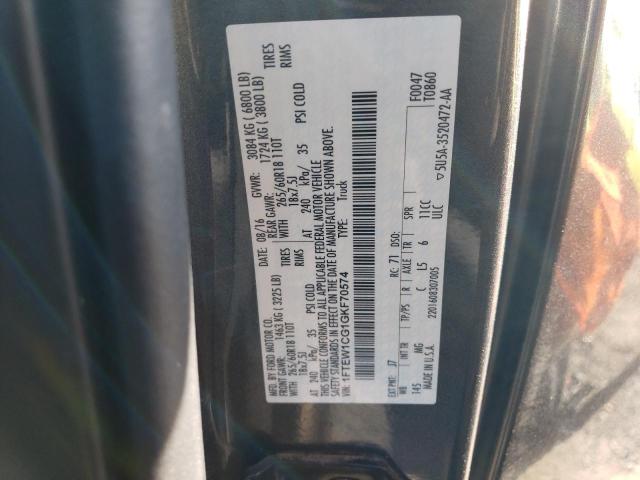 MFD. BY FORD MOTOR CO.
DATE: 08/16 GVWR: 3084 KG ( 6800 LB)
FRONT GAWR: 1463 KG ( 3225 LB) REAR GAWR: 1724 KG ( 3800 LB)
WITH 265/60R18 110T TIRES
18x7.5J RIMS
AT 240 kPa/ 35 PSI COLD
WITH 265/60R18 110T TIRES
18x7.5J RIMS
AT 240 kPa/ 35 PSI COLD
THIS VEHICLE CONFORMS TO ALL APPLICABLE FEDERAL MOTOR VEHICLE
SAFETY STANDARDS IN EFFECT ON THE DATE OF MANUFACTURE SHOWN ABOVE.
VIN: 1FTEW1CG1GKF70574
TYPE: Truck
F0047
T0860
EXT PNT: J7 RC: 71 DSO:
WB INT TR TP/PS R AXLE TR SPR
145 MG C L5 6 11CC
ULC
MADE IN U.S.A. 2201608307005
▽5U5A-3520472-AA